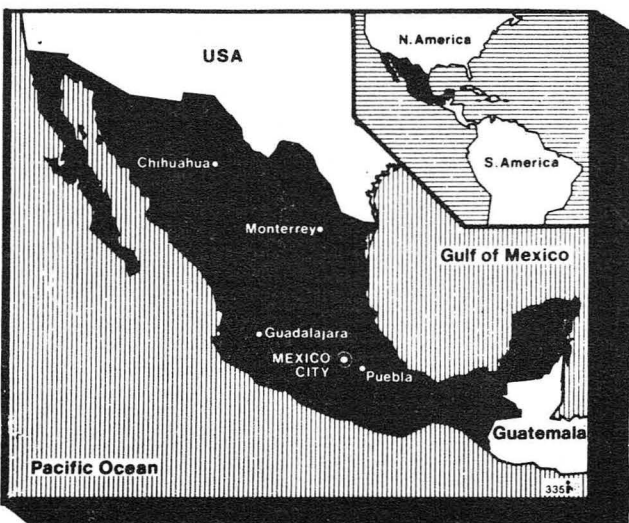 USA
N. America
S. America
Chihuahua
Monterrey
Gulf of Mexico
Guadalajara
MEXICO
CITY
Puebla
Guatemala
Pacific Ocean
335